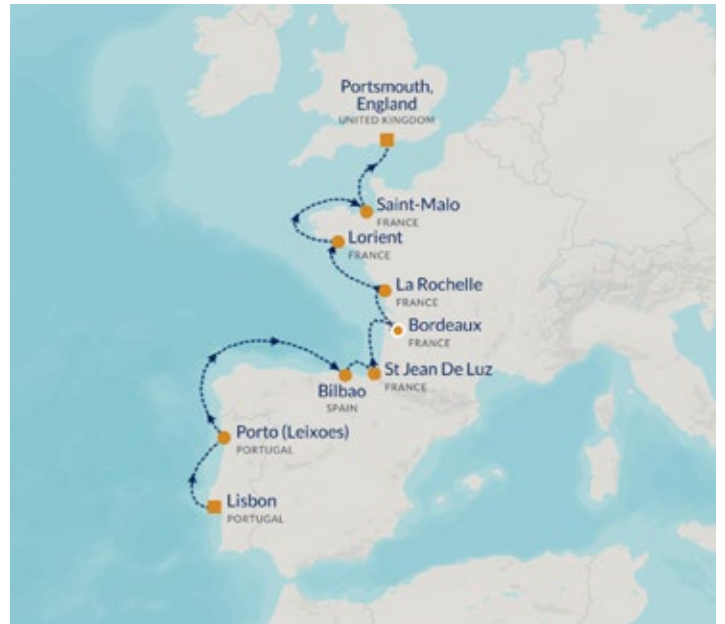 Portsmouth,
England
UNITED KINGDOM
Saint-Malo
FRANCE
Lorient
FRANCE
La Rochelle
FRANCE
Bordeaux
FRANCE
St Jean De Luz
FRANCE
Bilbao
SPAIN
Porto (Leixoes)
PORTUGAL
Lisbon
PORTUGAL